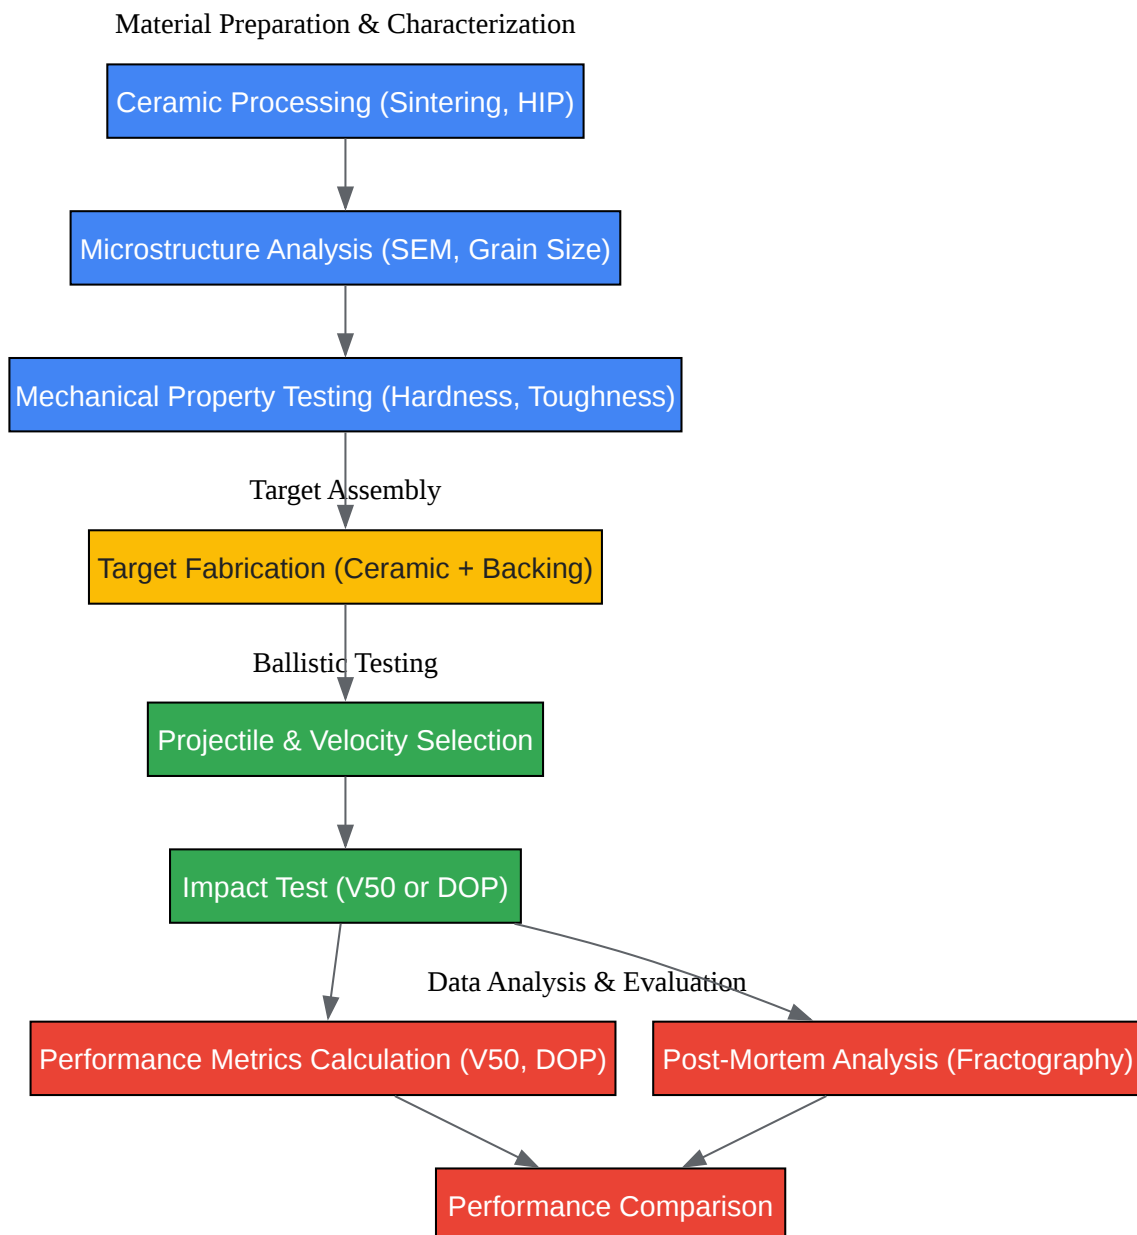 Material Preparation & Characterization
Ceramic Processing (Sintering, HIP)
Microstructure Analysis (SEM, Grain Size)
Mechanical Property Testing (Hardness, Toughness)
Target Assembly
Target Fabrication (Ceramic + Backing)
Ballistic Testing
Projectile & Velocity Selection
Impact Test (V50 or DOP)
Data Analysis & Evaluation
Performance Metrics Calculation (V50, DOP)
Post-Mortem Analysis (Fractography)
Performance Comparison